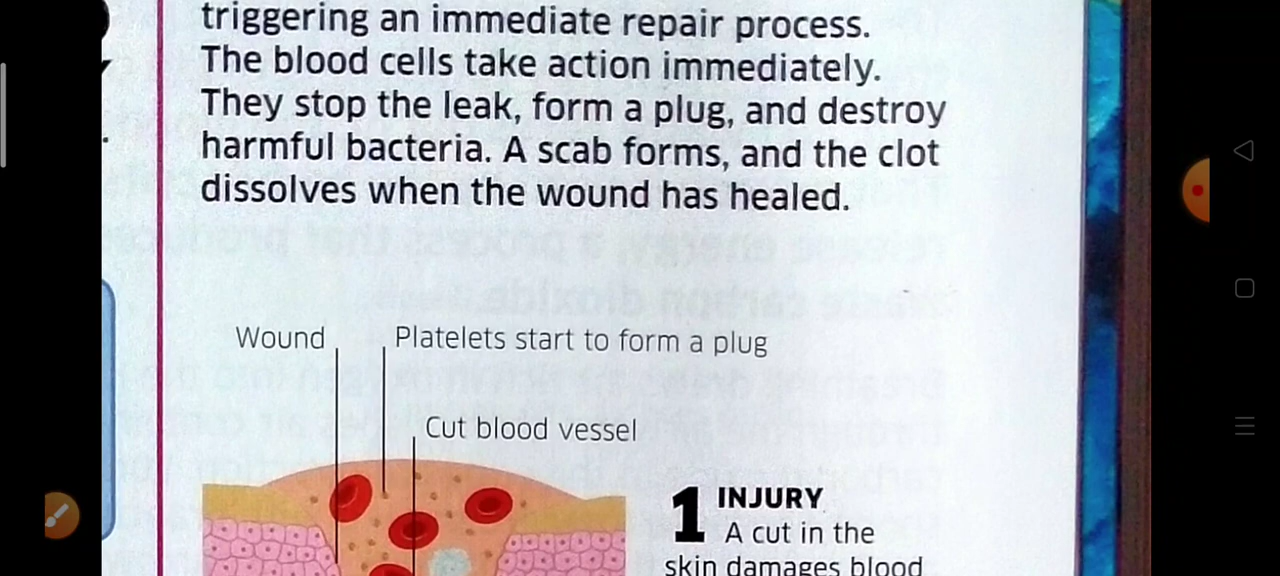 triggering an immediate repair process.
The blood cells take action immediately.
They stop the leak, form a plug, and destroy
harmful bacteria. A scab forms, and the clot
dissolves when the wound has healed.
Wound
Platelets start to form a plug
Cut blood vessel
1 INJURY
A cut in the
skin damages blood